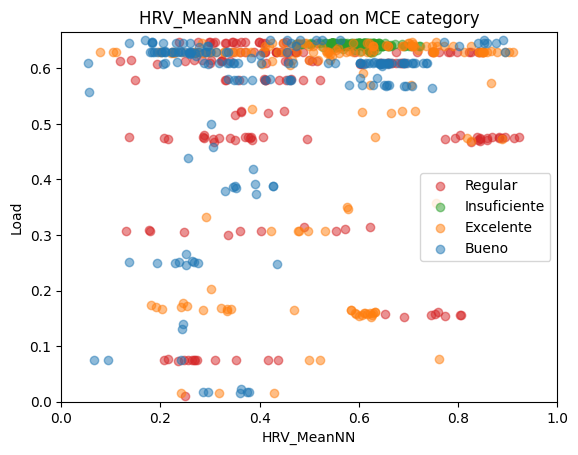 HRV_MeanNN and Load on MCE category
Load
0.6
0.5
0.4
0.3
0.2
0.1
0.0
Regular
Insuficiente
Excelente
Bueno
0.0 0.2 0.4 0.6 0.8 1.0
HRV_MeanNN